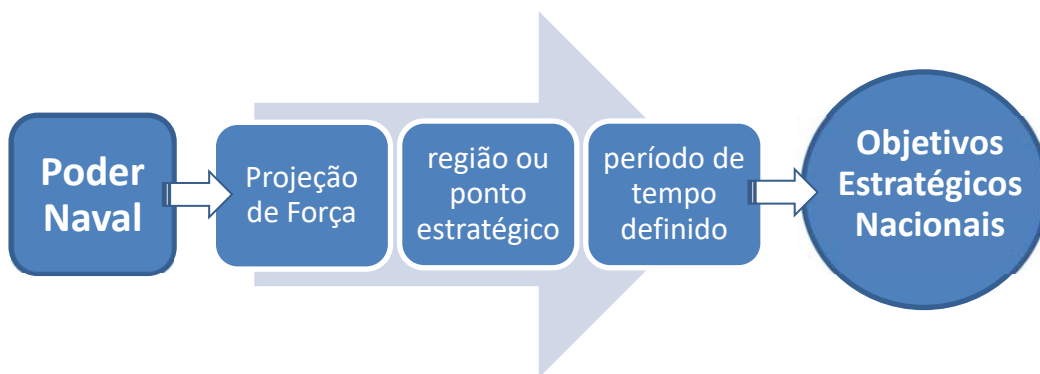 Poder
Naval
Projeção
de Força
região ou
ponto
estratégico
período de
tempo
definido
Objetivos
Estratégicos
Nacionais